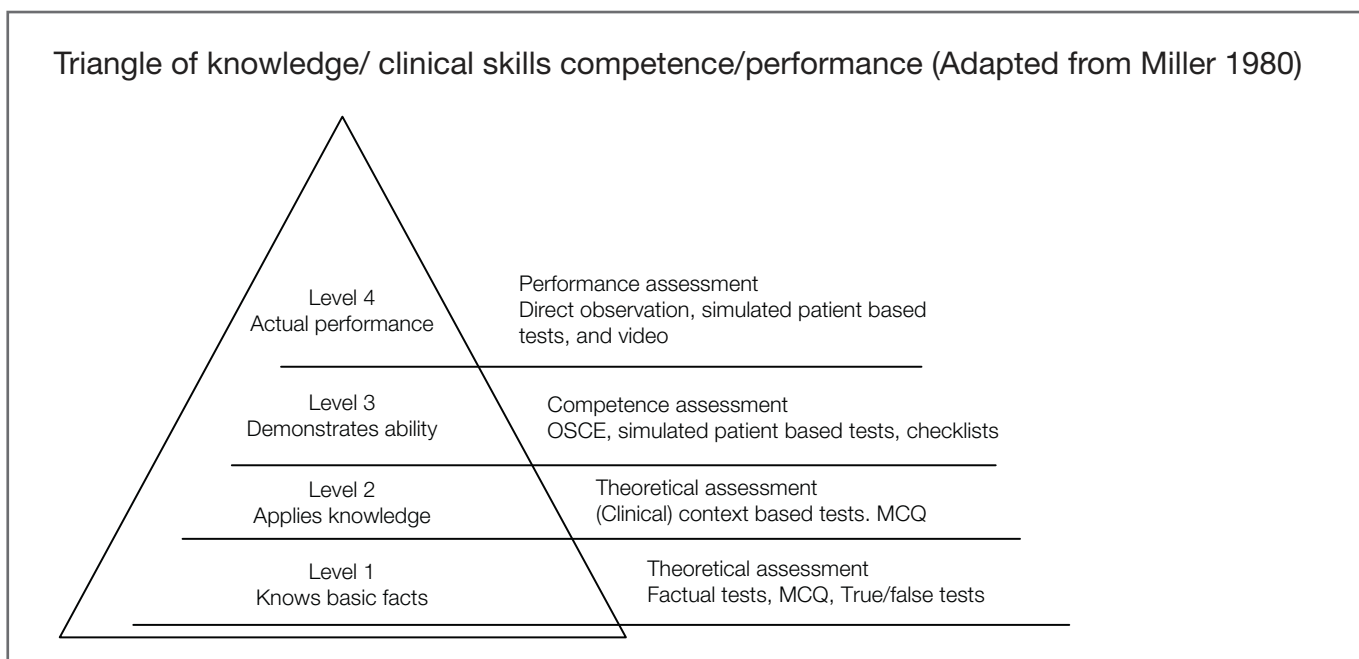 Triangle of knowledge/ clinical skills competence/performance (Adapted from Miller 1980)
Level 4
Actual performance
Performance assessment
Direct observation, simulated patient based
tests, and video
Level 3
Demonstrates ability
Competence assessment
OSCE, simulated patient based tests, checklists
Level 2
Applies knowledge
Theoretical assessment
(Clinical) context based tests. MCQ
Level 1
Knows basic facts
Theoretical assessment
Factual tests, MCQ, True/false tests